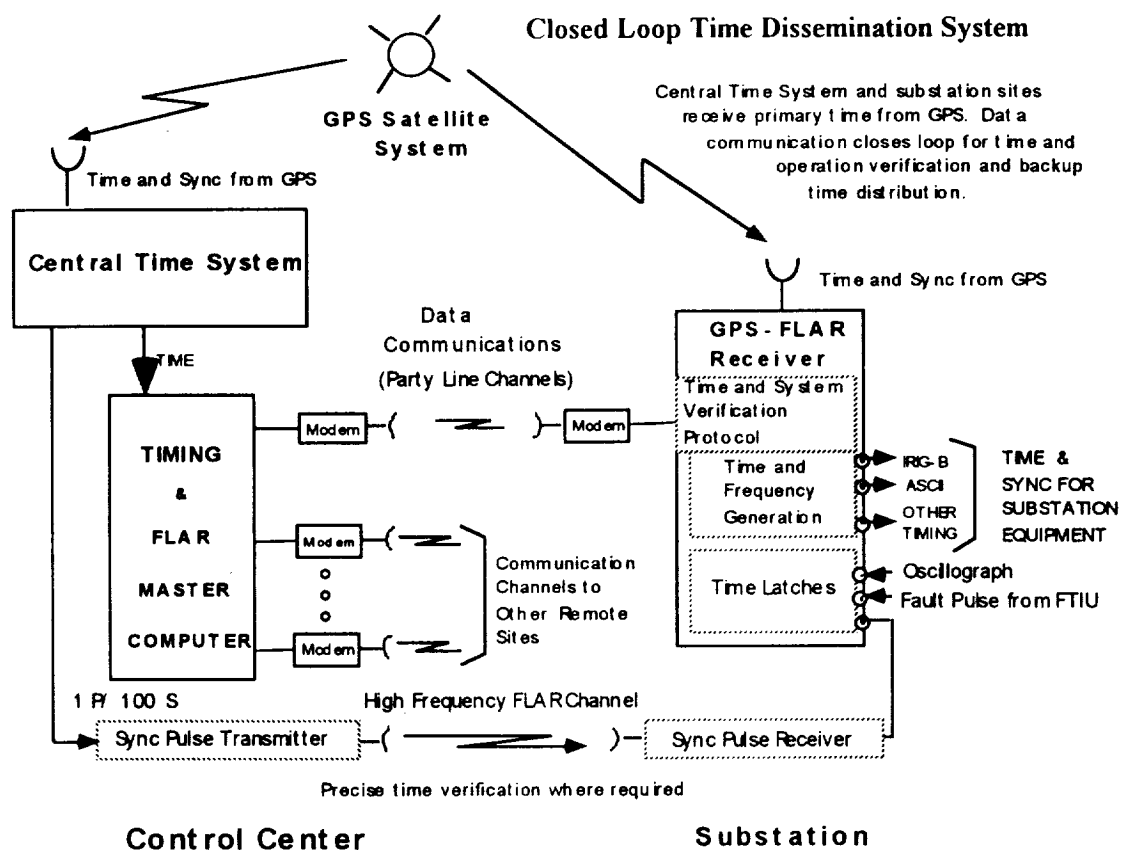 Closed Loop Time Dissemination System
GPS Satellite
System
Central Time System and substation sites
receive primary time from GPS. Data
communication closes loop for time and
operation verification and backup
time distribution.
Time and Sync from GPS
Central Time System
TIME
Time and Sync from GPS
Data
Communications
(Party Line Channels)
GPS-FLAR
Receiver
Time and System
Verification
Protocol
Modem
Modem
TIMING
&
FLAR
MASTER
COMPUTER
Time and
Frequency
Generation
IRIG-B
ASCII
OTHER
TIMING
TIME &
SYNC FOR
SUBSTATION
EQUIPMENT
Modem
Modem
Communication
Channels to
Other Remote
Sites
Time Latches
Oscillograph
Fault Pulse from FTIU
1 P/ 100 S
High Frequency FLAR Channel
Sync Pulse Transmitter
Sync Pulse Receiver
Precise time verification where required
Control Center
Substation